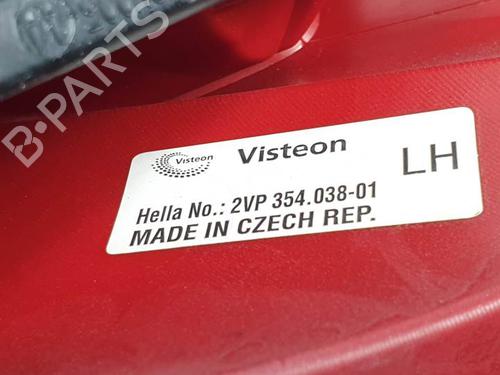 B-PARTS
Visteon Visteon LH
Hella No.: 2VP 354.038-01
MADE IN CZECH REP.